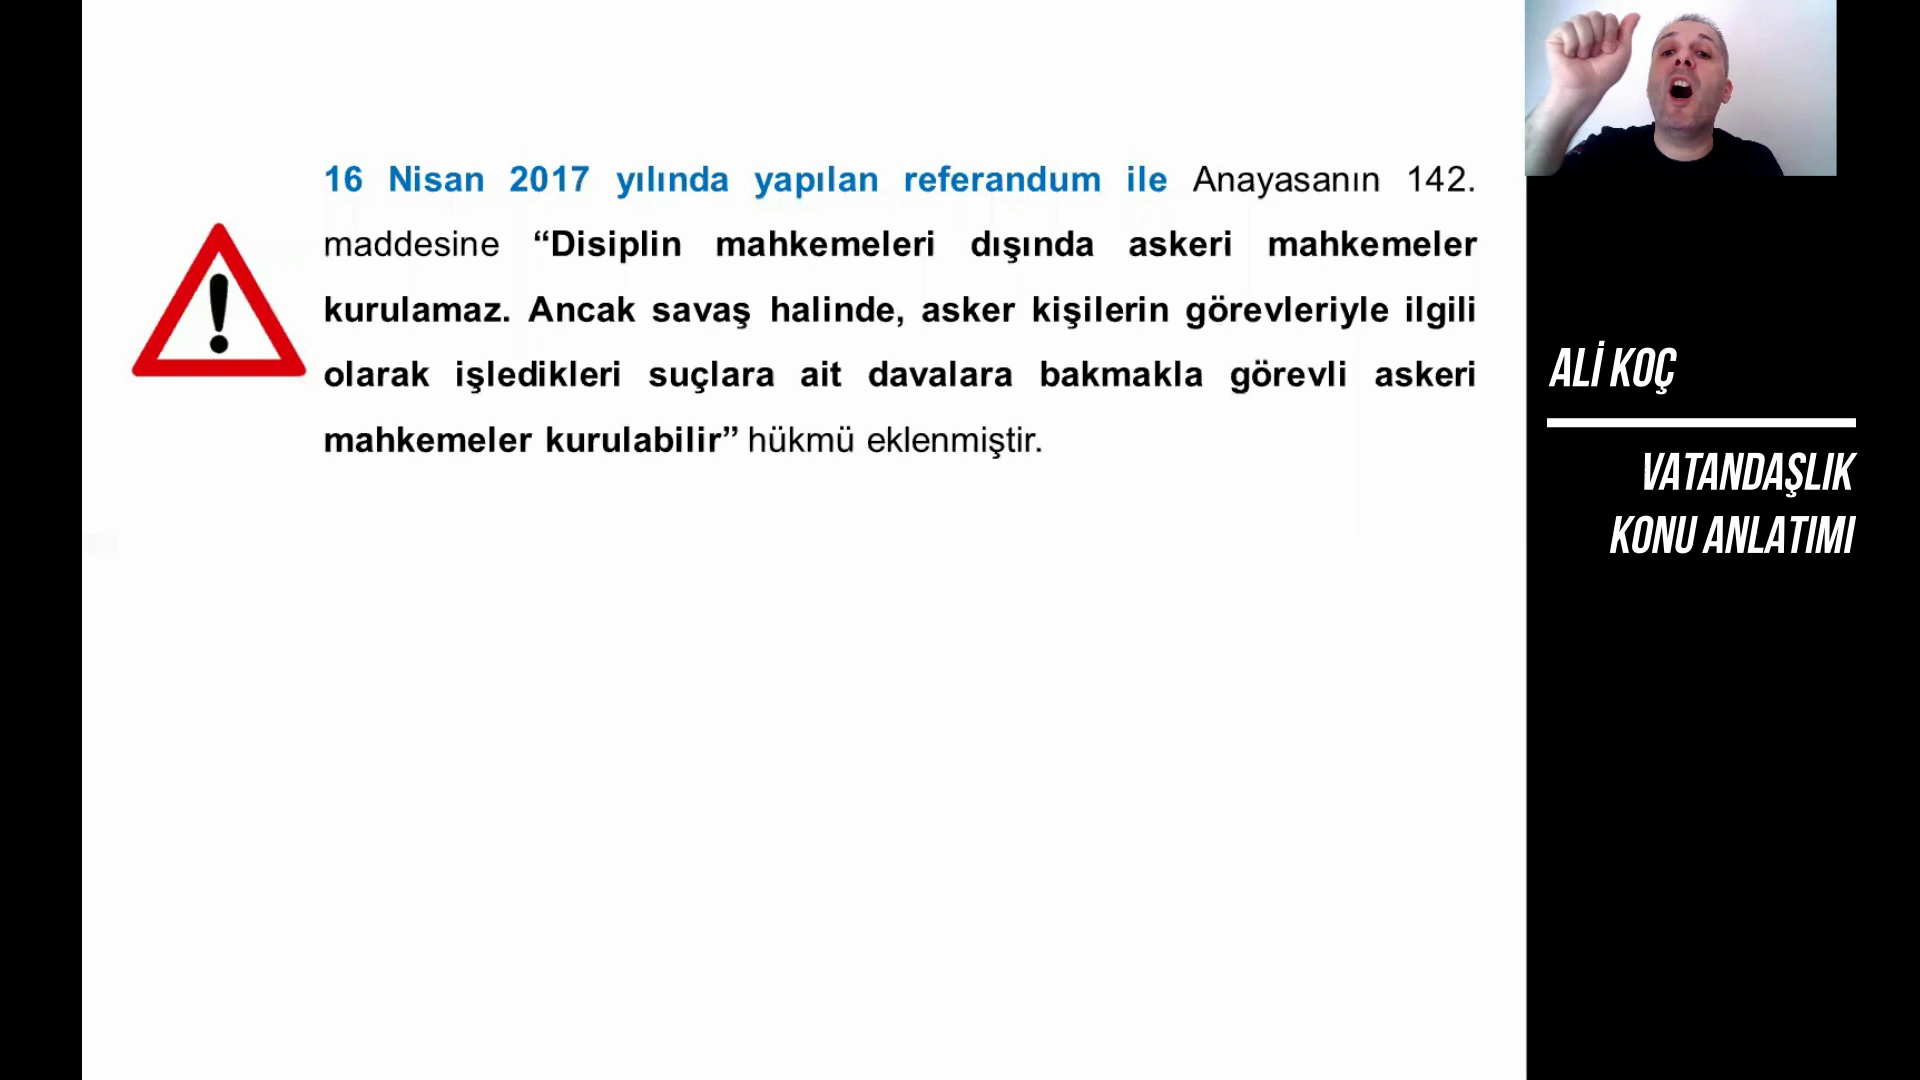 16 Nisan 2017 yılında yapılan referandum ile Anayasanın 142.
maddesine “Disiplin mahkemeleri dışında askeri mahkemeler
kurulamaz. Ancak savaş halinde, asker kişilerin görevleriyle ilgili
olarak işledikleri suçlara ait davalara bakmakla görevli askeri
mahkemeler kurulabilir” hükmü eklenmiştir.
ALİ KOÇ
VATANDAŞLIK
KONU ANLATIMI